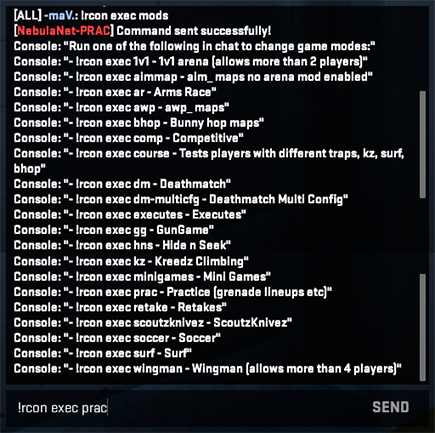 [ALL] -maV.: !rcon exec mods
[NebulaNet-PRAC] Command sent successfully!
Console: "Run one of the following in chat to change game modes:"
Console: "- !rcon exec 1v1 - 1v1 arena (allows more than 2 players)"
Console: "- !rcon exec aimmap - aim_maps no arena mod enabled"
Console: "- !rcon exec ar - Arms Race"
Console: "- !rcon exec awp - awp_maps"
Console: "- !rcon exec bhop - Bunny hop maps"
Console: "- !rcon exec comp - Competitive"
Console: "- !rcon exec course - Tests players with different traps, kz, surf,
bhop"
Console: "- !rcon exec dm - Deathmatch"
Console: "- !rcon exec dm-multicfg - Deathmatch Multi Config"
Console: "- !rcon exec executes - Executes"
Console: "- !rcon exec gg - GunGame"
Console: "- !rcon exec hns - Hide n Seek"
Console: "- !rcon exec kz - Kreedz Climbing"
Console: "- !rcon exec minigames - Mini Games"
Console: "- !rcon exec prac - Practice (grenade lineups etc)"
Console: "- !rcon exec retake - Retakes"
Console: "- !rcon exec scoutzknivez - ScoutzKnivez"
Console: "- !rcon exec soccer - Soccer"
Console: "- !rcon exec surf - Surf"
Console: "- !rcon exec wingman - Wingman (allows more than 4 players)"
!rcon exec prac SEND